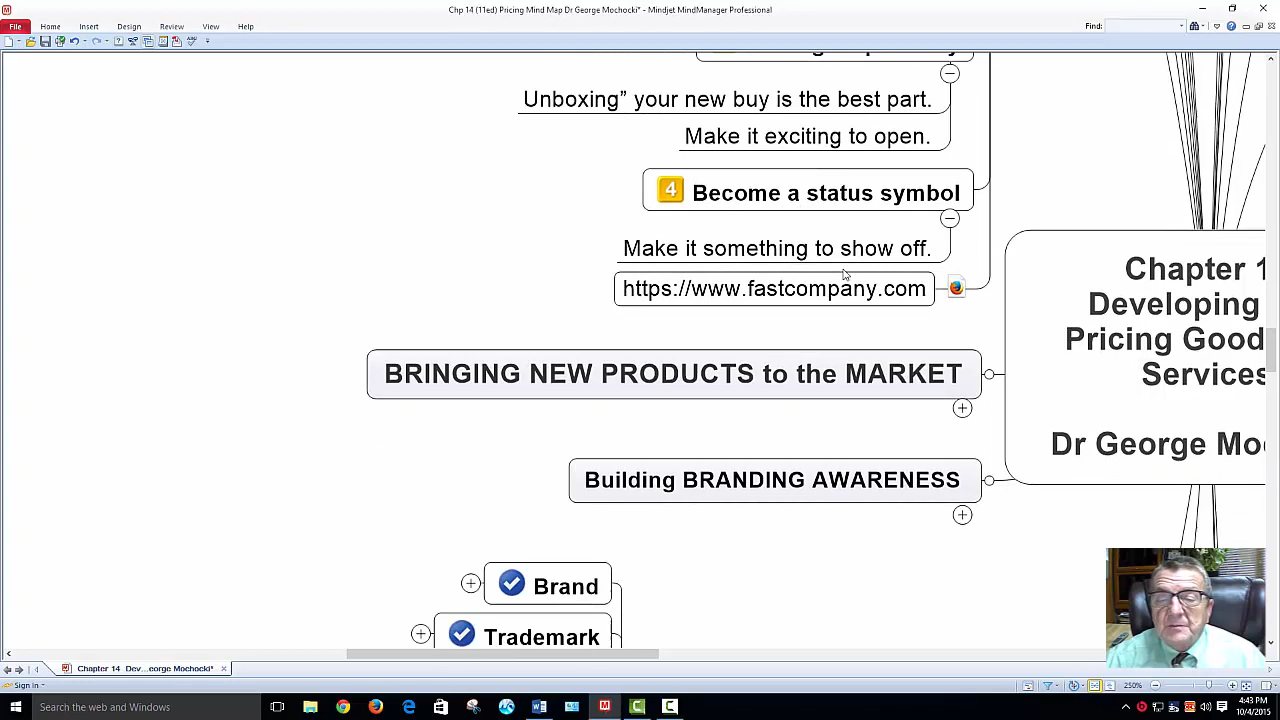 Chp 14 (11ed) Pricing Mind Map Dr George Mochocki* - Mindjet MindManager Professional
File Home Insert Design Review View Help
Find:
Unboxing” your new buy is the best part.
Make it exciting to open.
4 Become a status symbol
Make it something to show off.
https://www.fastcompany.com
Chapter 1
Developing
Pricing Good
Services
Dr George Mo
BRINGING NEW PRODUCTS to the MARKET
Building BRANDING AWARENESS
Brand
Trademark
Chapter 14 Dev...eorge Mochocki*
Sign In
250%
Search the web and Windows
4:43 PM
10/4/2015